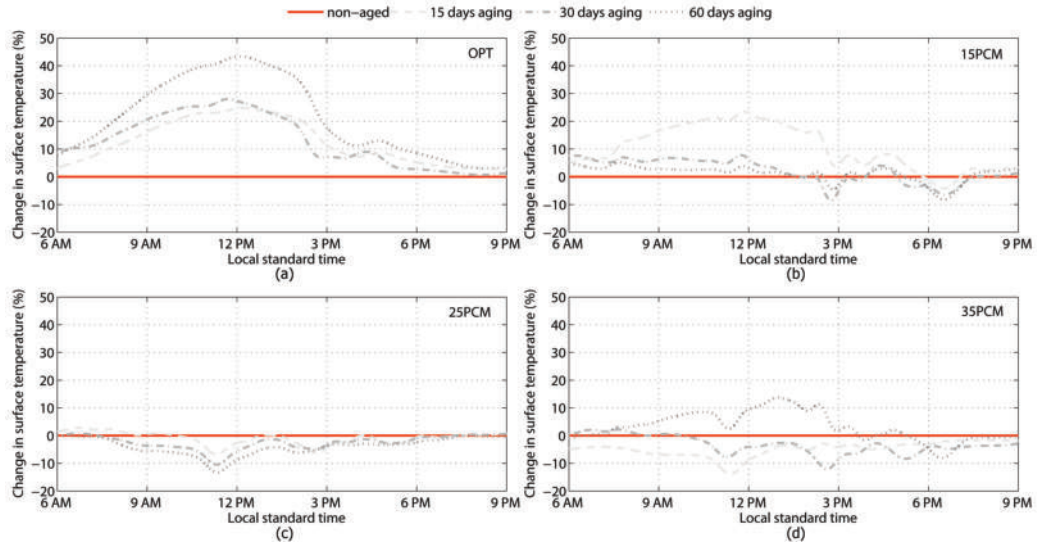 non−aged 15 days aging 30 days aging 60 days aging
50
40
30
20
10
0
−10
−20
Change in surface temperature (%)
OPT
6 AM 9 AM 12 PM 3 PM 6 PM 9 PM
Local standard time
(a)
50
40
30
20
10
0
−10
−20
Change in surface temperature (%)
15PCM
6 AM 9 AM 12 PM 3 PM 6 PM 9 PM
Local standard time
(b)
50
40
30
20
10
0
−10
−20
Change in surface temperature (%)
25PCM
6 AM 9 AM 12 PM 3 PM 6 PM 9 PM
Local standard time
(c)
50
40
30
20
10
0
−10
−20
Change in surface temperature (%)
35PCM
6 AM 9 AM 12 PM 3 PM 6 PM 9 PM
Local standard time
(d)